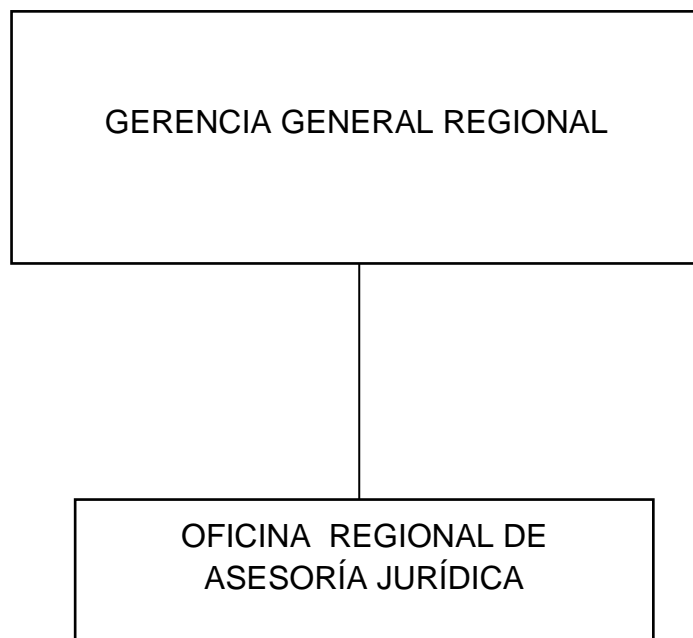 GERENCIA GENERAL REGIONAL
OFICINA  REGIONAL DE
ASESORÍA JURÍDICA